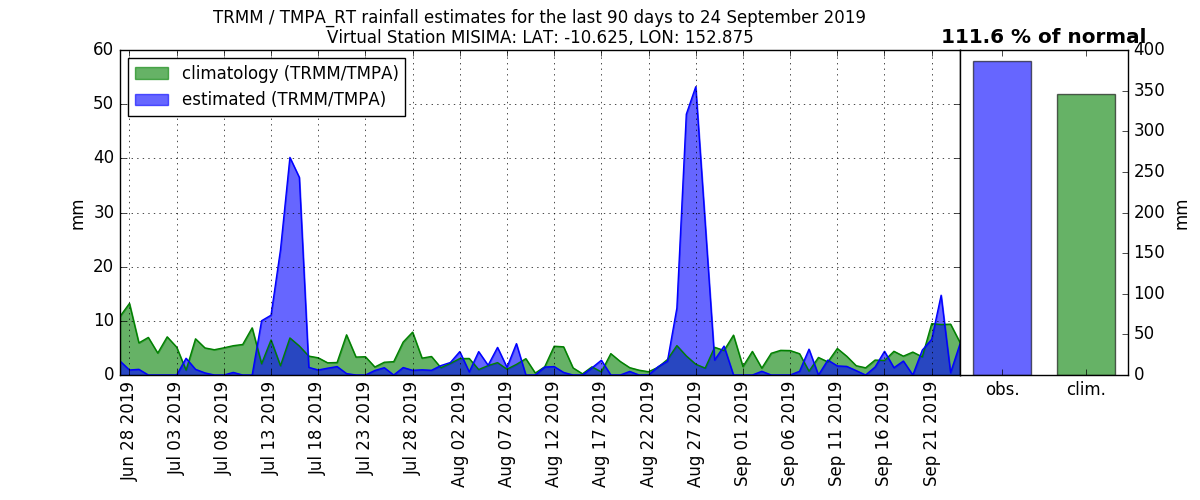 TRMM / TMPA_RT rainfall estimates for the last 90 days to 24 September 2019
Virtual Station MISIMA: LAT: -10.625, LON: 152.875
111.6 % of normal
climatology (TRMM/TMPA)
estimated (TRMM/TMPA)
60
50
40
30
20
10
0
mm
Jun 28 2019
Jul 03 2019
Jul 08 2019
Jul 13 2019
Jul 18 2019
Jul 23 2019
Jul 28 2019
Aug 02 2019
Aug 07 2019
Aug 12 2019
Aug 17 2019
Aug 22 2019
Aug 27 2019
Sep 01 2019
Sep 06 2019
Sep 11 2019
Sep 16 2019
Sep 21 2019
obs.
clim.
400
350
300
250
200
150
100
50
0
mm